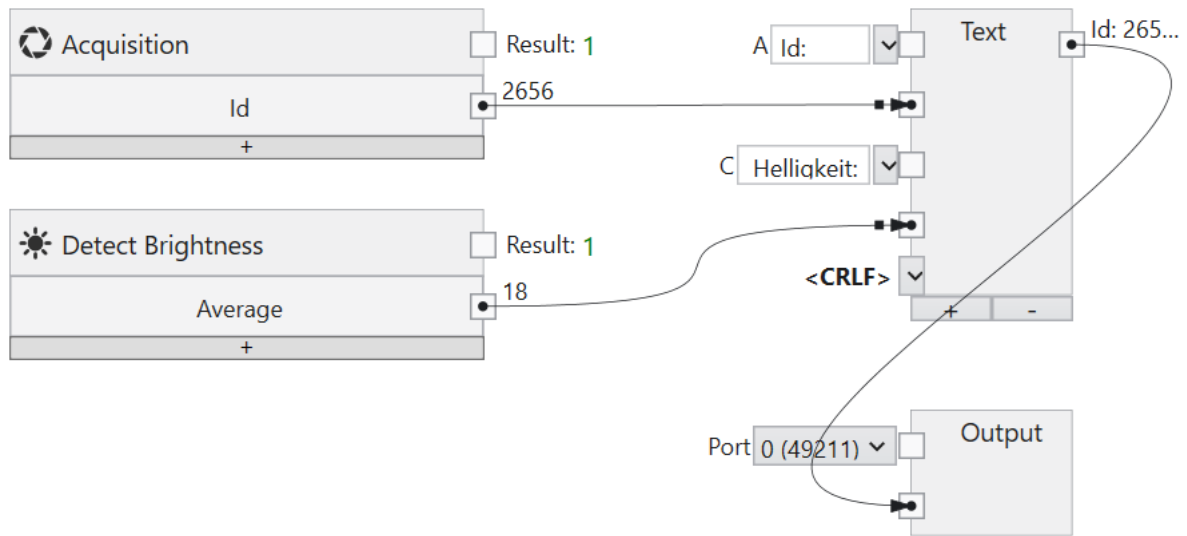 Acquisition
Result: 1
Id
2656
+
Detect Brightness
Result: 1
Average
18
+
Text
A Id:
C Helligkeit:
<CRLF>
+ -
Id: 265...
Output
Port 0 (49211)